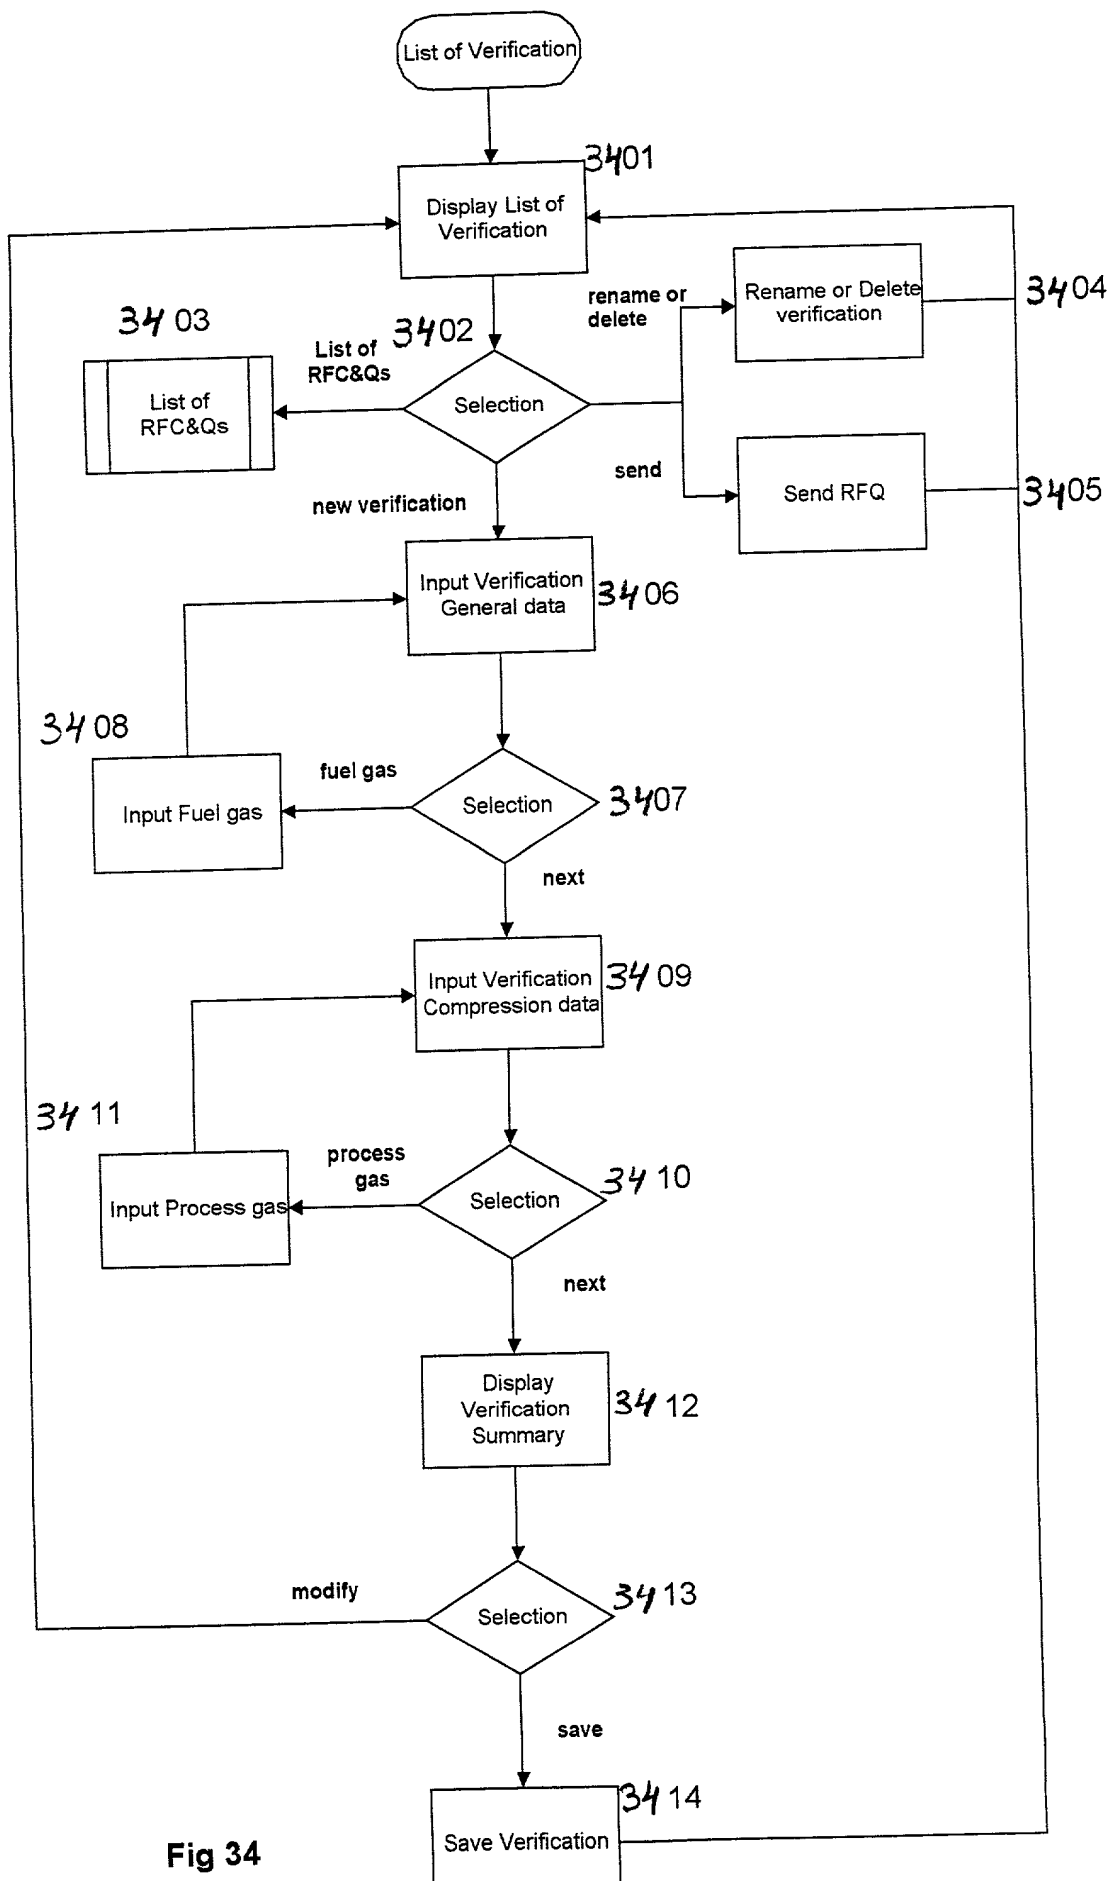 List of Verification
3401
Display List of
Verification
rename or
delete
Rename or Delete
verification
3404
3403
3402
List of
RFC&Qs
List of
RFC&Qs
Selection
send
Send RFQ
3405
new verification
Input Verification
General data
3406
3408
fuel gas
Input Fuel gas
Selection
3407
next
Input Verification
Compression data
3409
3411
process
gas
Input Process gas
Selection
3410
next
Display
Verification
Summary
3412
modify
Selection
3413
save
3414
Save Verification
Fig 34